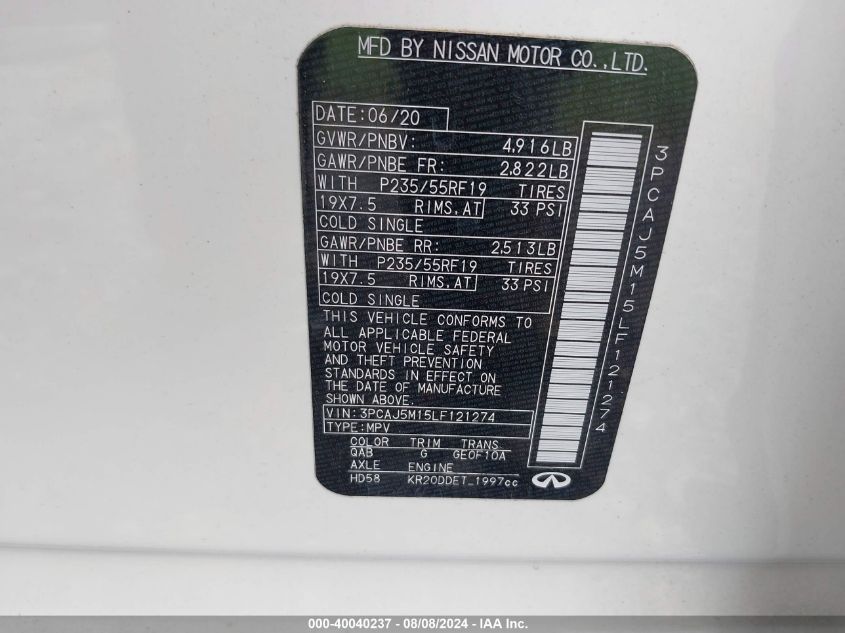 MFD BY NISSAN MOTOR CO.,LTD.
DATE:06/20
GVWR/PNBV: 4,916LB
GAWR/PNBE FR: 2,822LB
WITH P235/55RF19 TIRES
19X7.5 RIMS.AT 33 PSI
COLD SINGLE
GAWR/PNBE RR: 2,513LB
WITH P235/55RF19 TIRES
19X7.5 RIMS.AT 33 PSI
COLD SINGLE
THIS VEHICLE CONFORMS TO
ALL APPLICABLE FEDERAL
MOTOR VEHICLE SAFETY
AND THEFT PREVENTION
STANDARDS IN EFFECT ON
THE DATE OF MANUFACTURE
SHOWN ABOVE.
VIN: 3PCAJ5M15LF121274
TYPE:MPV
COLOR TRIM TRANS
QAB G GE0F10A
AXLE ENGINE
HD58 KR20DDET_1997cc
3PCAJ5M15LF121274
000-40040237 - 08/08/2024 - IAA Inc.